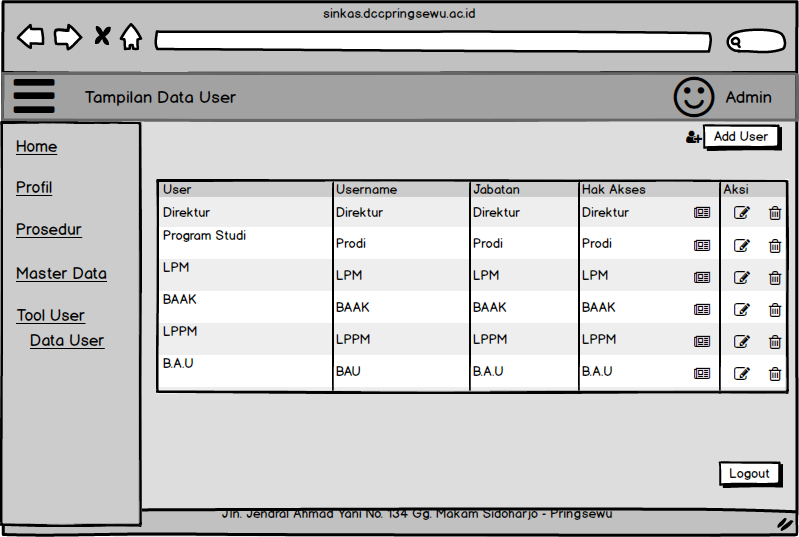 sinkas.dccpringsewu.ac.id
Tampilan Data User
Admin
Add User
Home
Profil
Prosedur
Master Data
Tool User
Data User
User Username Jabatan Hak Akses Aksi
Direktur Direktur Direktur Direktur
Program Studi Prodi Prodi Prodi
LPM LPM LPM LPM
BAAK BAAK BAAK BAAK
LPPM LPPM LPPM LPPM
B.A.U BAU B.A.U B.A.U
Logout
Jln. Jendral Ahmad Yani No. 134 Gg. Makam Sidoharjo - Pringsewu